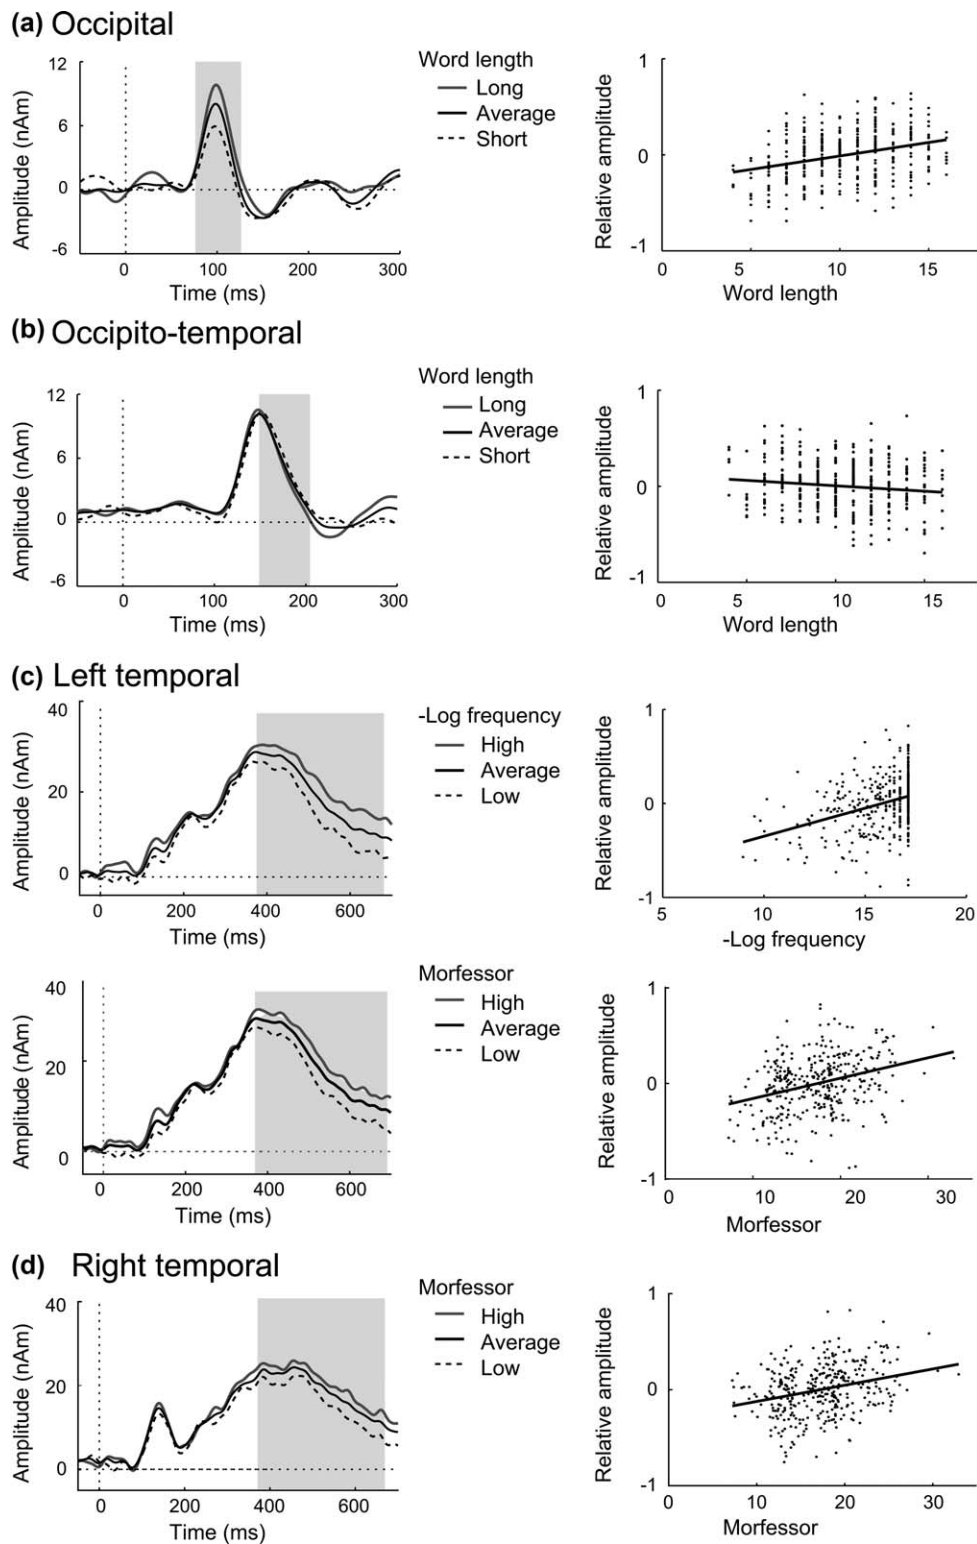 (a) Occipital
12
6
0
-6
Amplitude (nAm)
0 100 200 300
Time (ms)
Word length
Long
Average
Short
1
0
-1
Relative amplitude
0 5 10 15
Word length
(b) Occipito-temporal
12
6
0
-6
Amplitude (nAm)
0 100 200 300
Time (ms)
Word length
Long
Average
Short
1
0
-1
Relative amplitude
0 5 10 15
Word length
(c) Left temporal
40
20
0
Amplitude (nAm)
0 200 400 600
Time (ms)
-Log frequency
High
Average
Low
1
0
-1
Relative amplitude
5 10 15 20
-Log frequency
40
20
0
Amplitude (nAm)
0 200 400 600
Time (ms)
Morfessor
High
Average
Low
1
0
-1
Relative amplitude
0 10 20 30
Morfessor
(d) Right temporal
40
20
0
Amplitude (nAm)
0 200 400 600
Time (ms)
Morfessor
High
Average
Low
1
0
-1
Relative amplitude
0 10 20 30
Morfessor